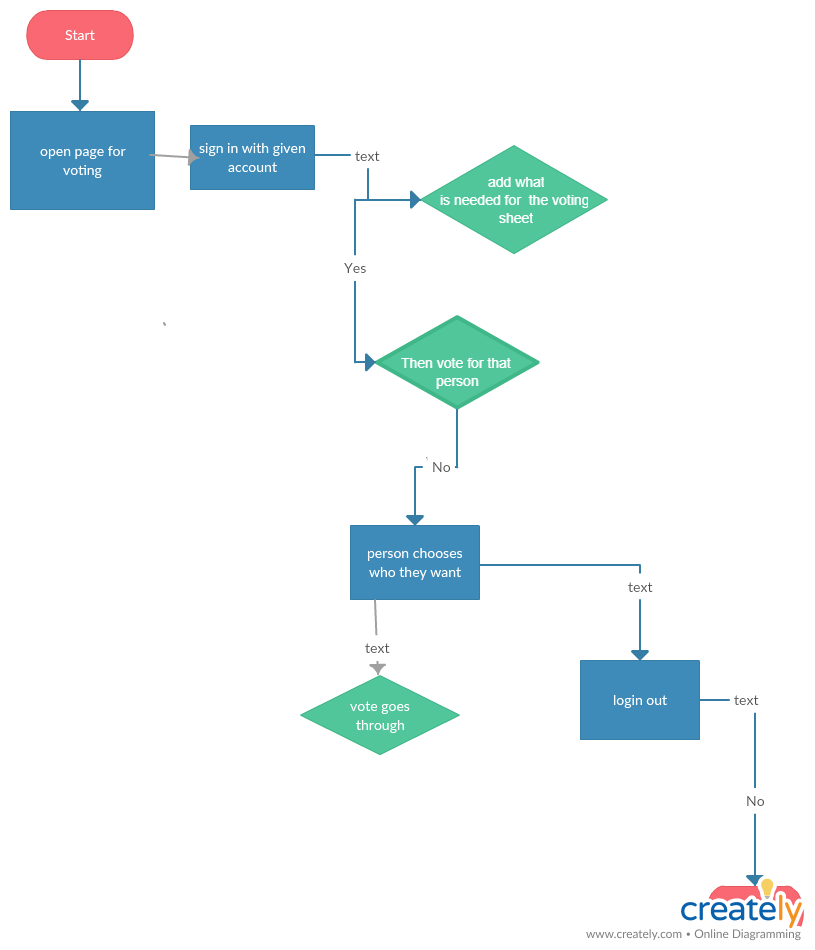 Start
open page for
voting
sign in with given
account
text
add what
is needed for the voting
sheet
Yes
Then vote for that
person
No
person chooses
who they want
text
text
vote goes
through
login out
text
No
creately
www.creately.com • Online Diagramming